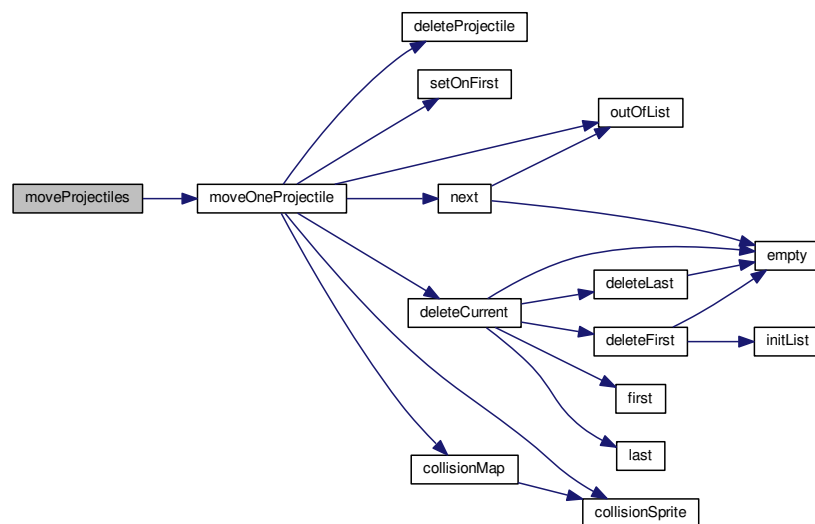 deleteProjectile
setOnFirst
outOfList
moveProjectiles
moveOneProjectile
next
empty
deleteLast
deleteCurrent
deleteFirst
initList
first
last
collisionMap
collisionSprite